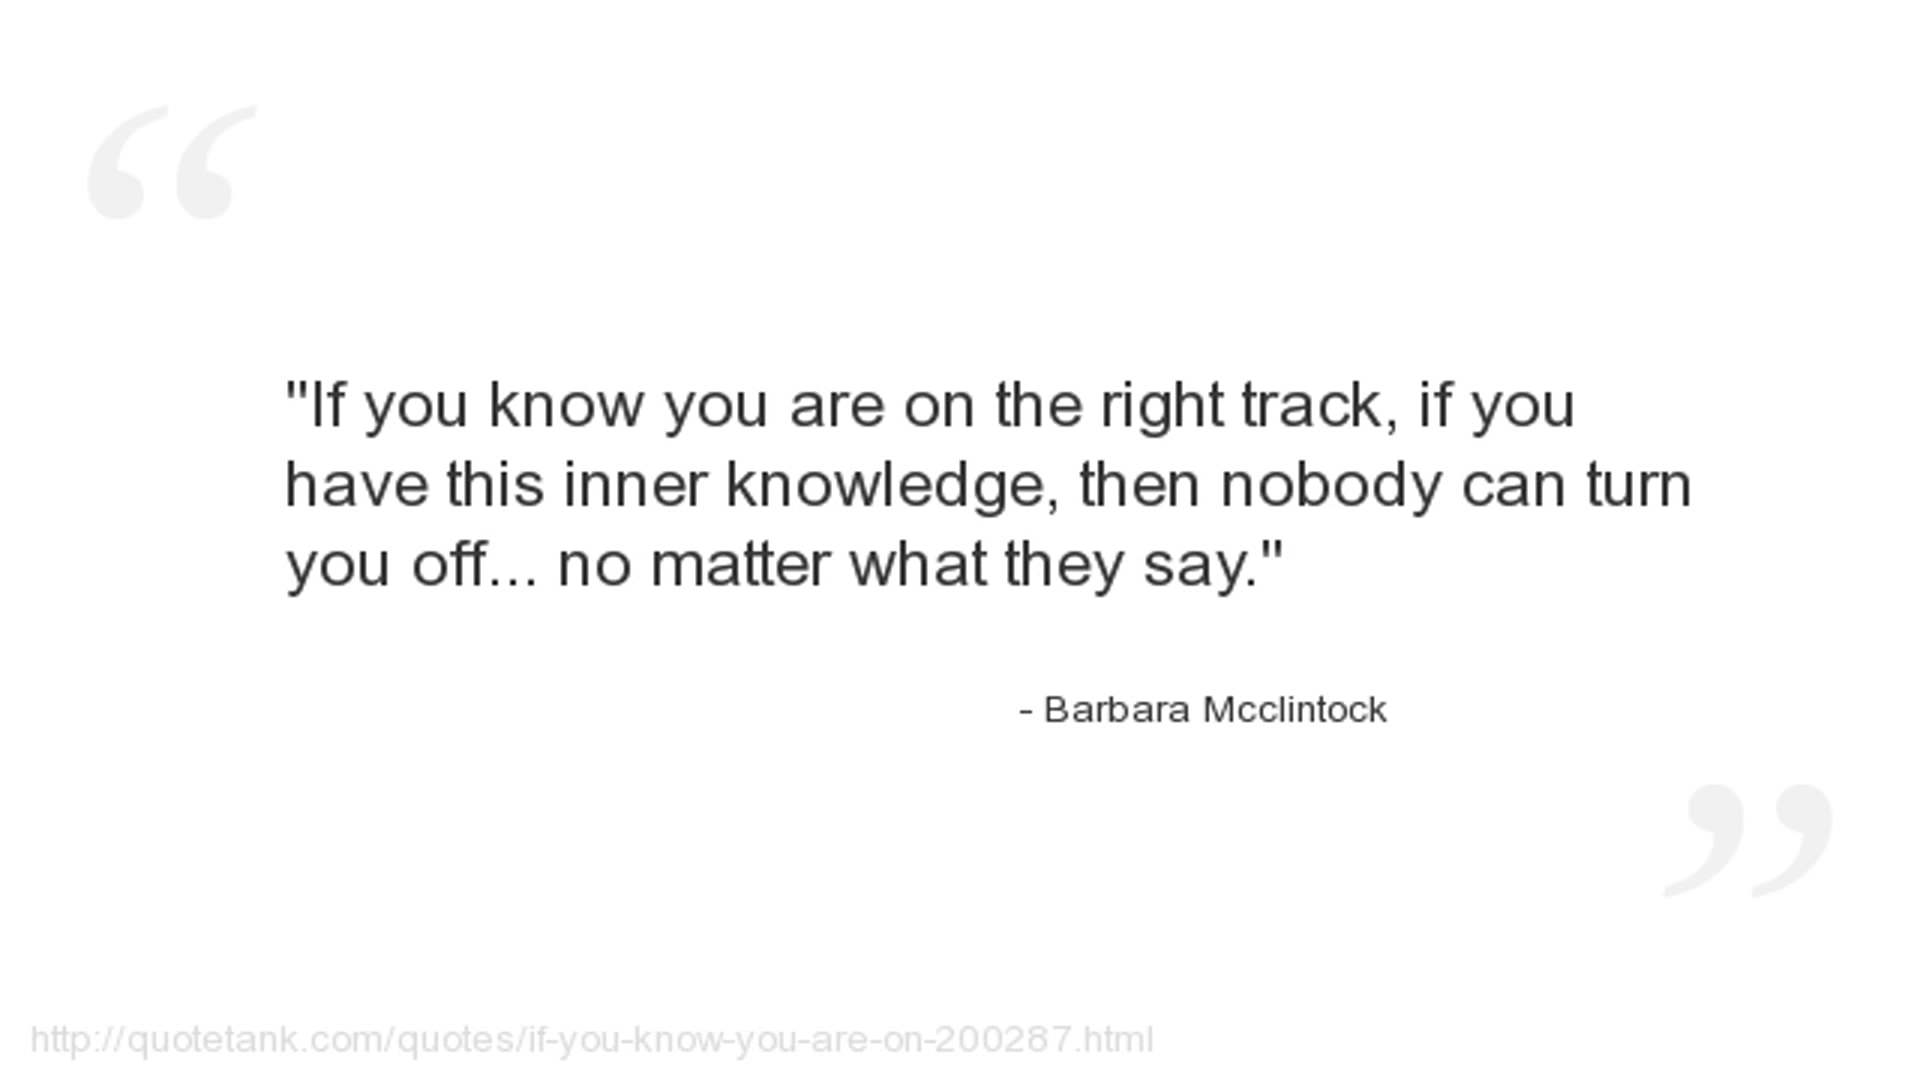 "If you know you are on the right track, if you
have this inner knowledge, then nobody can turn
you off... no matter what they say."
- Barbara Mcclintock
http://quotetank.com/quotes/if-you-know-you-are-on-200287.html